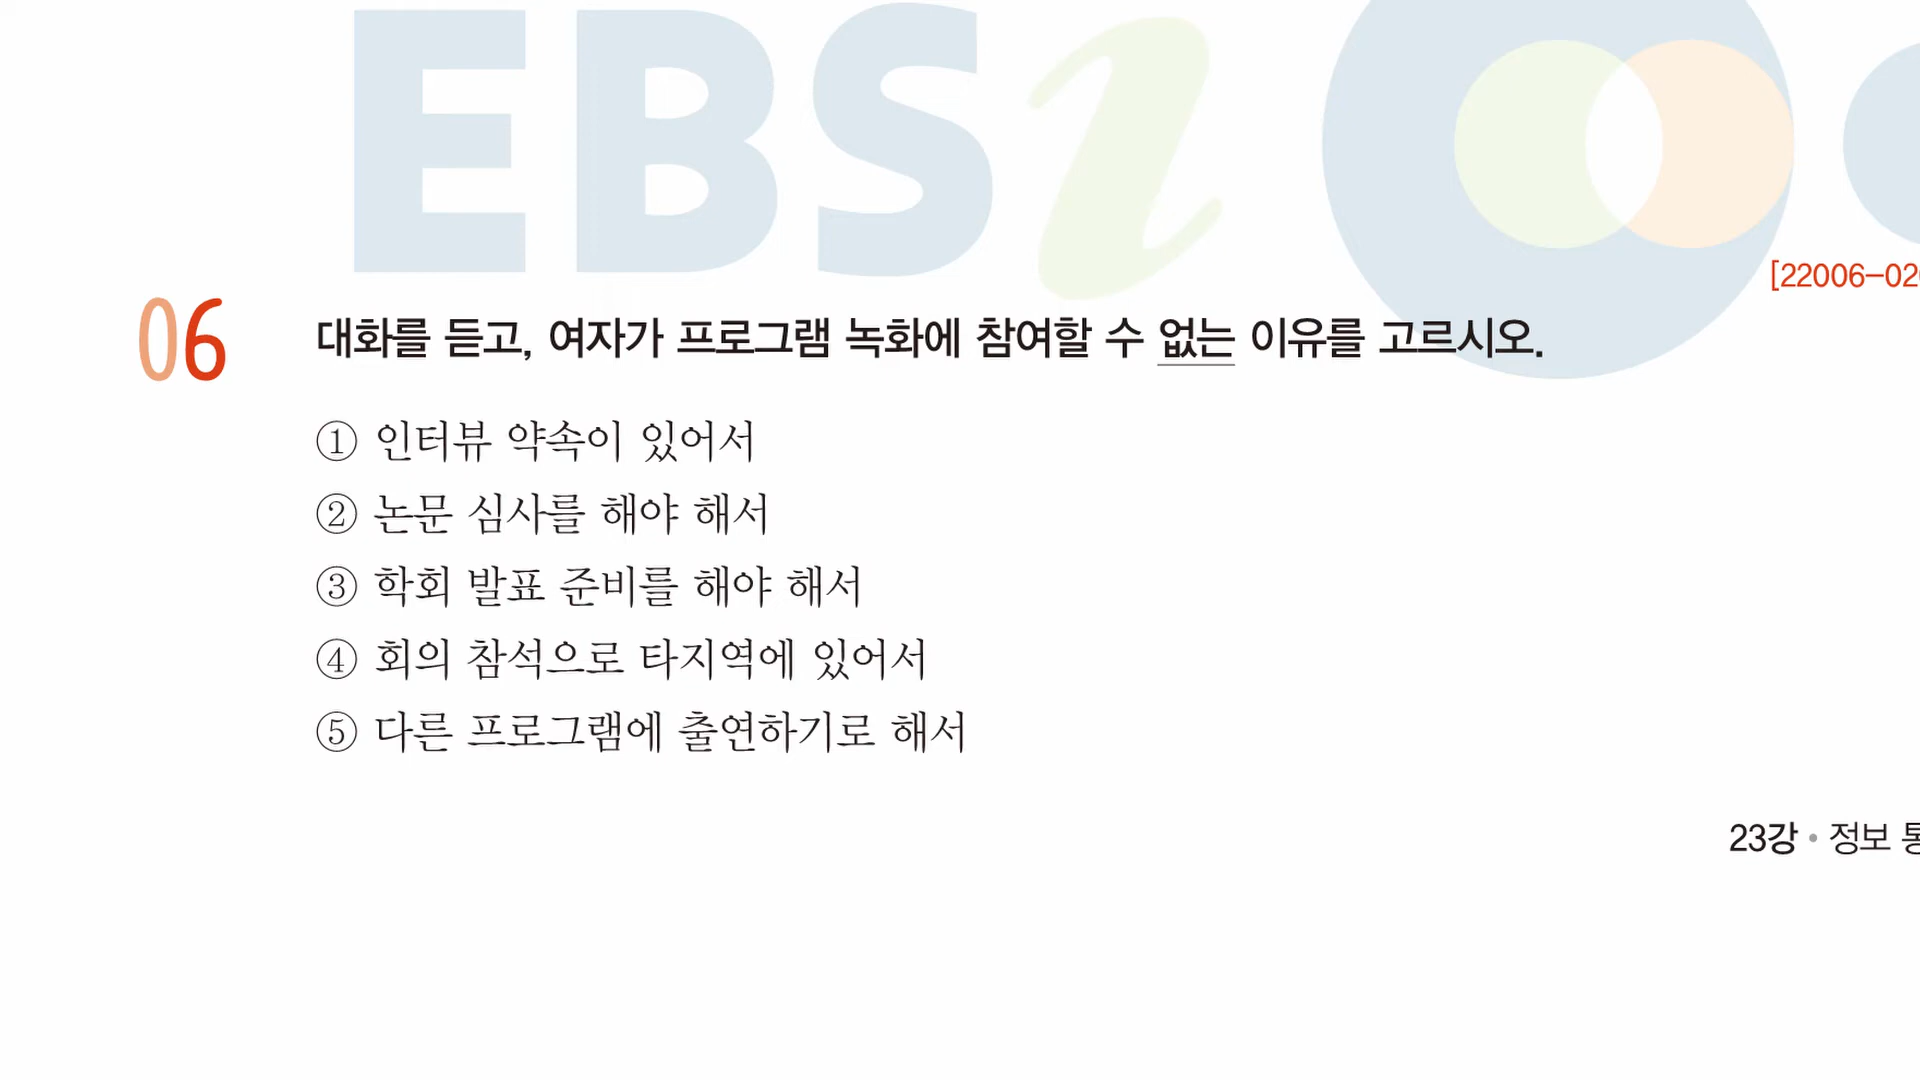 EBSi
[22006-02
06 대화를 듣고, 여자가 프로그램 녹화에 참여할 수 없는 이유를 고르시오.
① 인터뷰 약속이 있어서
② 논문 심사를 해야 해서
③ 학회 발표 준비를 해야 해서
④ 회의 참석으로 타지역에 있어서
⑤ 다른 프로그램에 출연하기로 해서
23강 • 정보 통